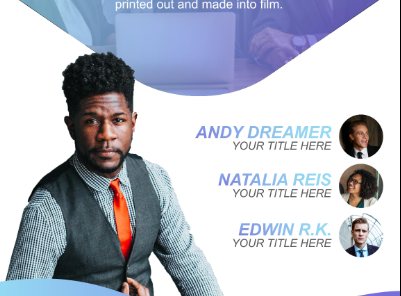 printed out and made into film.
ANDY DREAMER
YOUR TITLE HERE
NATALIA REIS
YOUR TITLE HERE
EDWIN R.K.
YOUR TITLE HERE